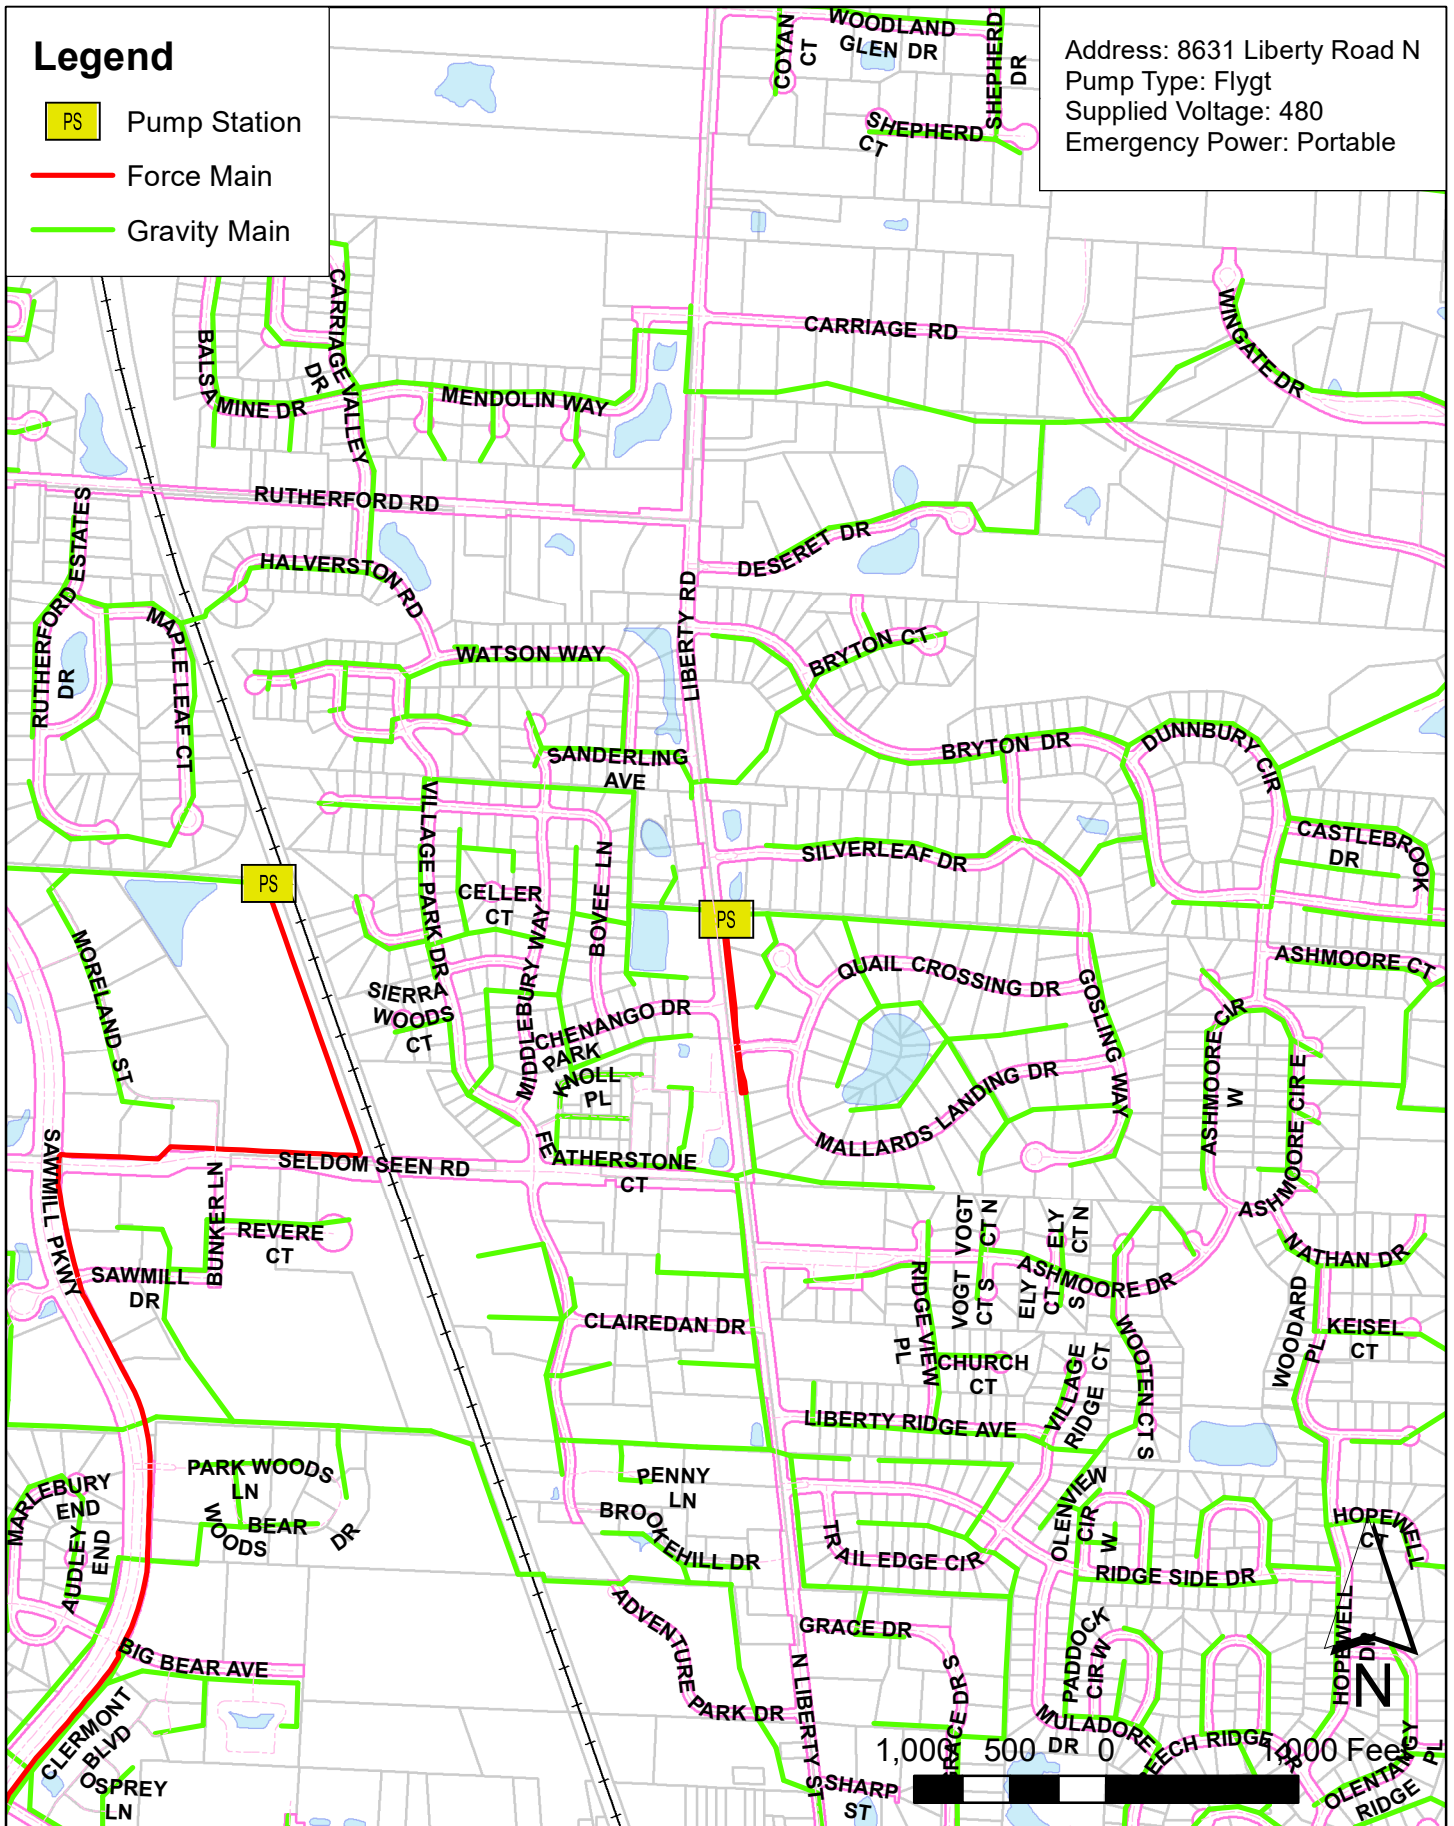 Legend
PS Pump Station
Force Main
Gravity Main
Address: 8631 Liberty Road N
Pump Type: Flygt
Supplied Voltage: 480
Emergency Power: Portable
COYAN
CT
WOODLAND
GLEN DR
SHEPHERD
DR
SHEPHERD
CT
CARRIAGE VALLEY
DR
BALSAMINE DR
MENDOLIN WAY
CARRIAGE RD
WINGATE DR
RUTHERFORD RD
RUTHERFORD ESTATES
DR
HALVERSTON RD
MAPLE LEAF CT
DESERET DR
LIBERTY RD
WATSON WAY
BRYTON CT
BRYTON DR
DUNNBURY CIR
SANDERLING
AVE
VILLAGE PARK DR
SILVERLEAF DR
CASTLEBROOK
DR
PS
PS
CELLER
CT
BOVEE LN
MIDDLEBURY WAY
MORELAND ST
SIERRA
WOODS
CT
CHENANGO DR
PARK
KNOLL
PL
QUAIL CROSSING DR
GOSLING WAY
ASHMOORE CT
ASHMOORE CIR
W
ASHMOORE CIR E
MALLARDS LANDING DR
FEATHERSTONE
CT
SELDOM SEEN RD
SAWMILL PKWY
BUNKER LN
REVERE
CT
SAWMILL
DR
VOGT
CT N
VOGT
CT S
ELY
CT N
ELY
CT
S
ASHMOORE DR
NATHAN DR
RIDGE VIEW
PL
CLAIREDAN DR
CHURCH
CT
WOOTEN CT S
WOODARD
PL
KEISEL
CT
VILLAGE
RIDGE CT
LIBERTY RIDGE AVE
PARK WOODS
LN
MARLEBURY
END
AUDLEY
END
BEAR
WOODS
DR
PENNY
LN
BROOKEHILL DR
TRAIL EDGE CIR
OLENVIEW
CIR
W
HOPEWELL
CT
RIDGE SIDE DR
HOPEWELL
DR
ADVENTURE PARK DR
GRACE DR
GRACE DR S
PADDOCK
CIR W
BIG BEAR AVE
CLERMONT
BLVD
OSPREY
LN
N LIBERTY ST
SHARP
ST
MULADORE
DR
BEECH RIDGE DR
OLENTANGY
RIDGE
PL
N
1,000 500 0 1,000 Feet